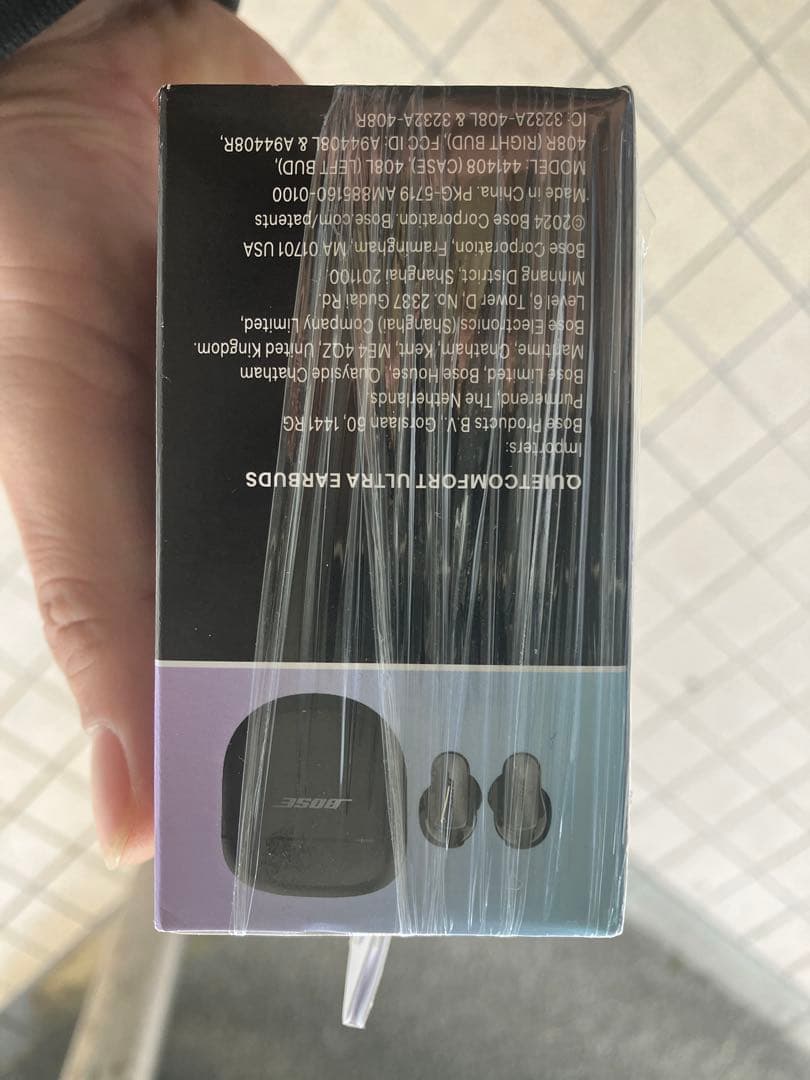 QUIETCOMFORT ULTRA EARBUDS
Importers:
Bose Products B.V. Gorslaan 60, 1441 RG
Purmerend, The Netherlands.
Bose Limited, Bose House, Quayside Chatham
Maritime, Chatham, Kent, ME4 4QZ, United Kingdom.
Bose Electronics (Shanghai) Company Limited,
Level 6, Tower D, No. 2337 Gudai Rd.
Minhang District, Shanghai 201100.
Bose Corporation, Framingham, MA 01701 USA
©2024 Bose Corporation. Bose.com/patents
Made in China. PKG-5719 AM885160-0100
MODEL: 441408 (CASE), 408L (LEFT BUD),
408R (RIGHT BUD), FCC ID: A94408L & A94408R,
IC: 3232A-408L & 3232A-408R
BOSE